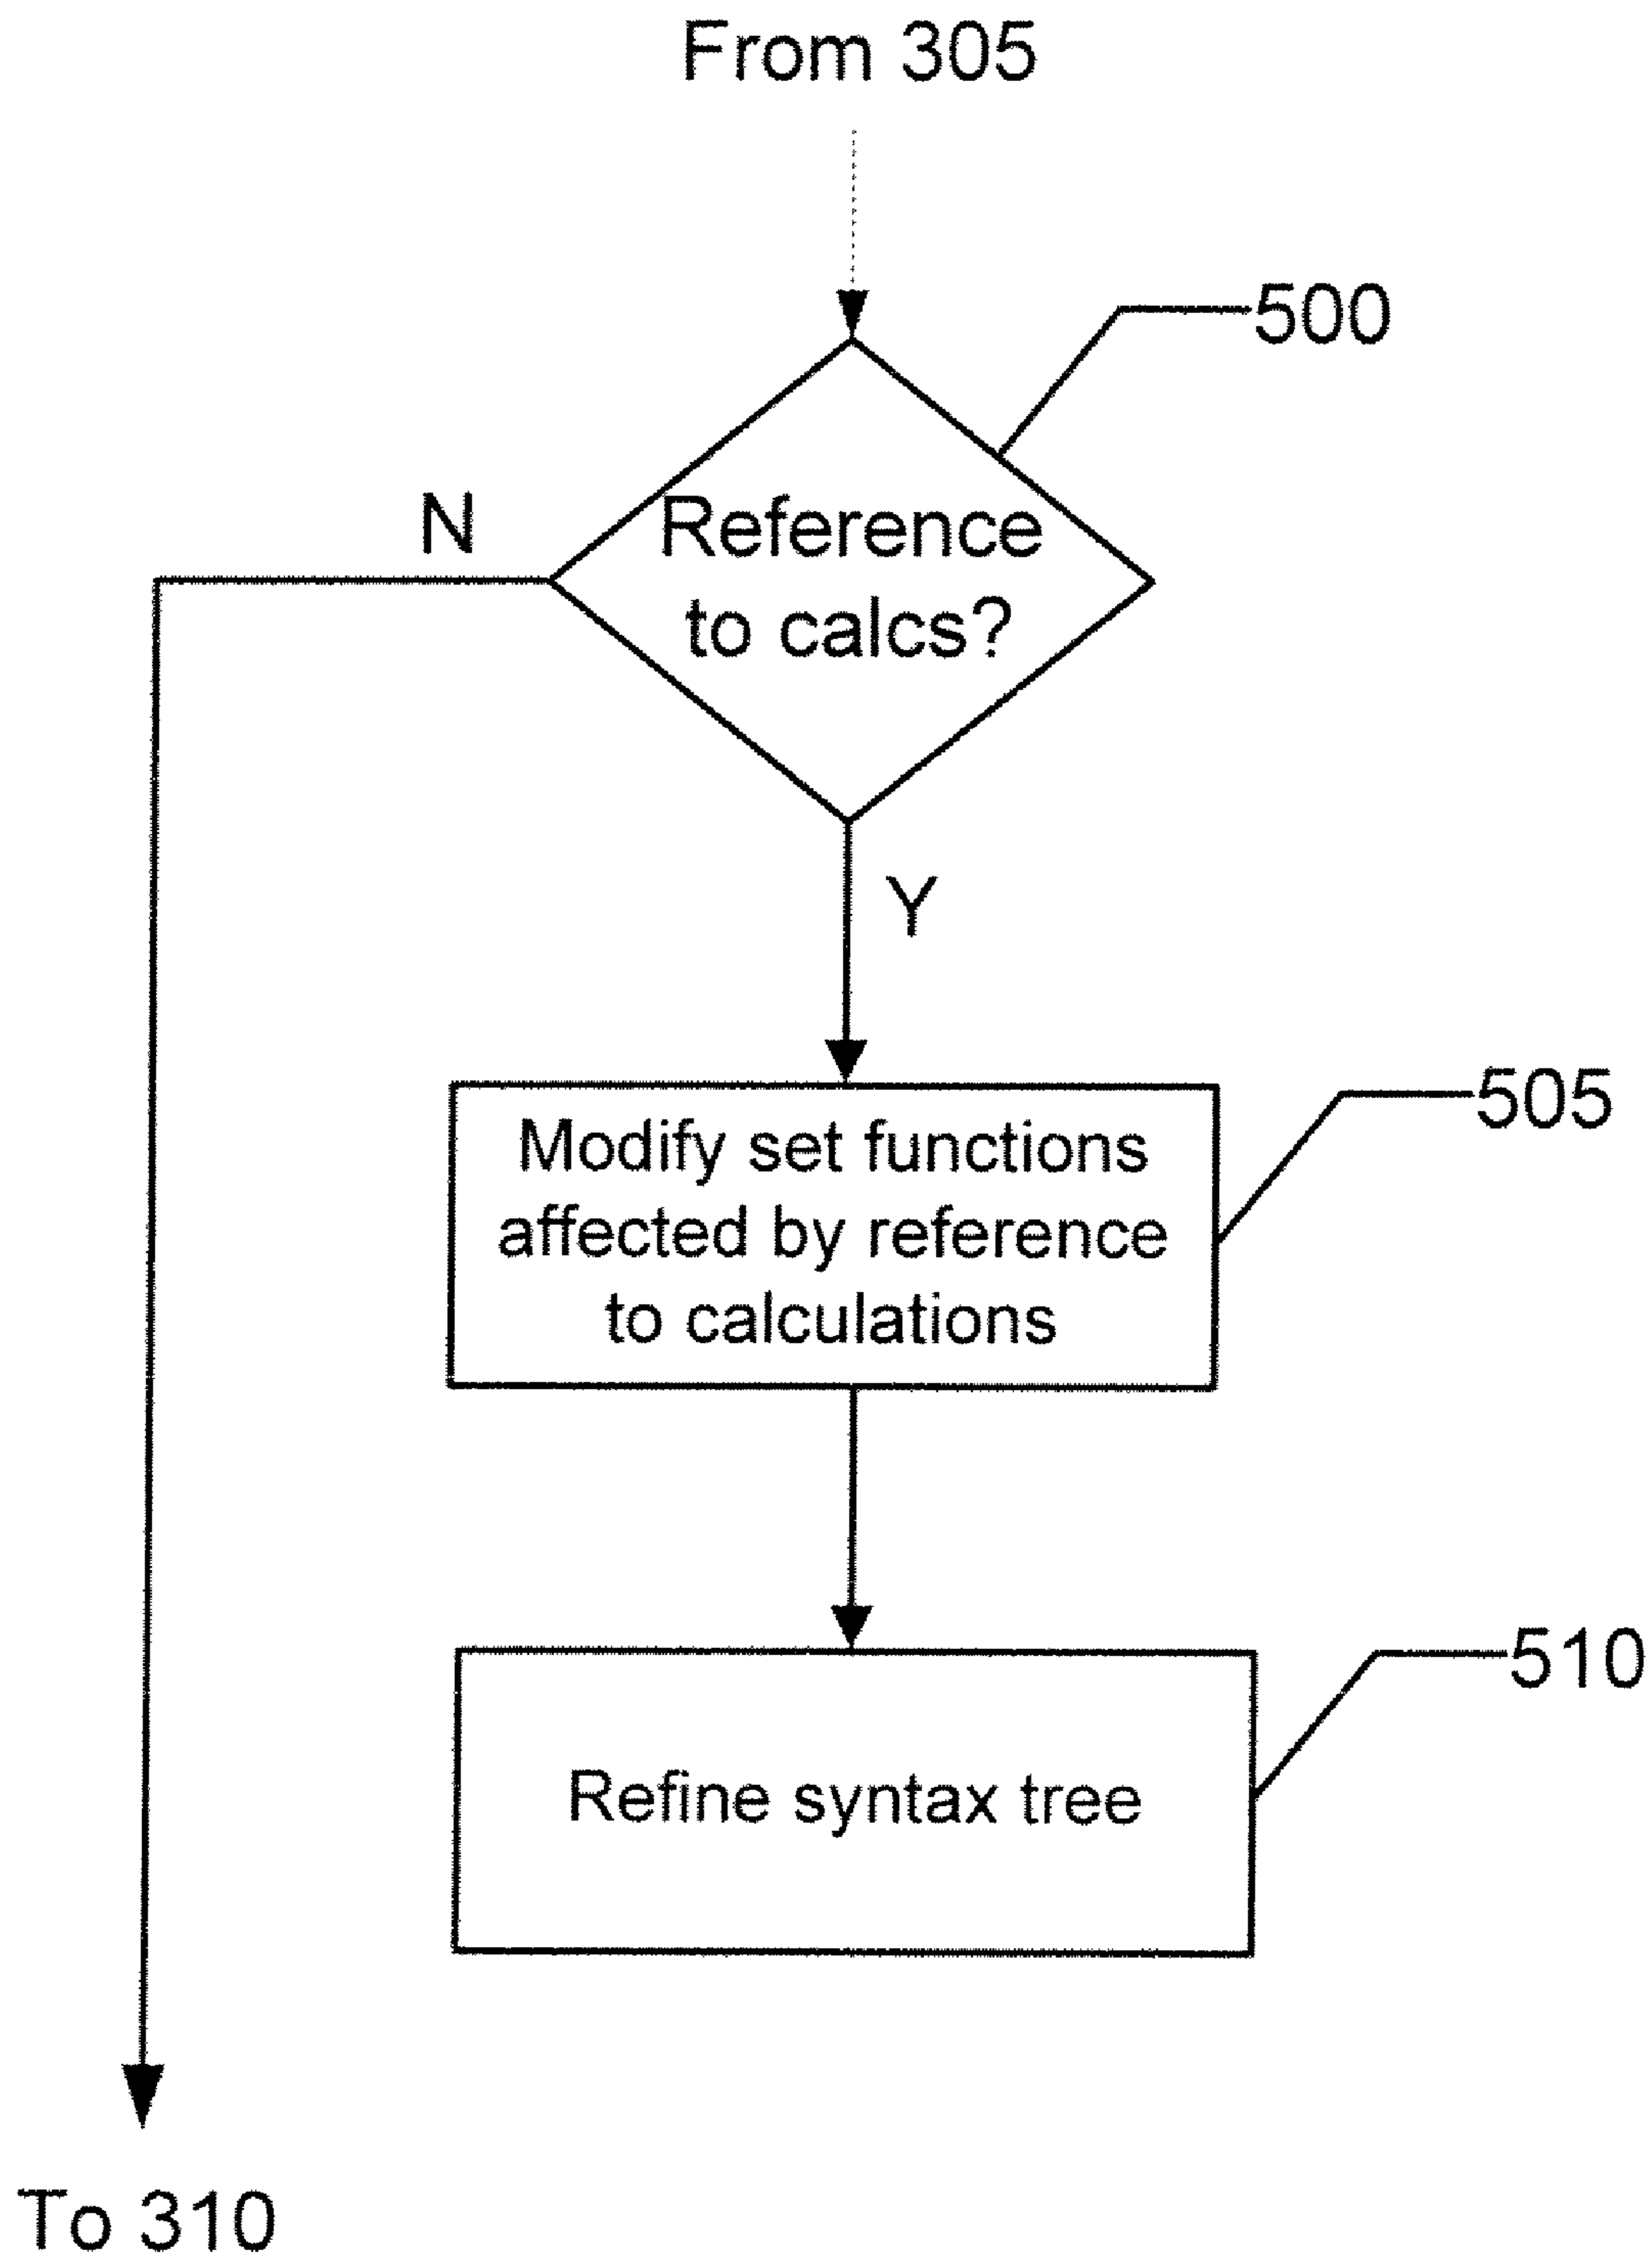 From 305
500
N
Reference
to calcs?
Y
505
Modify set functions
affected by reference
to calculations
510
Refine syntax tree
To 310